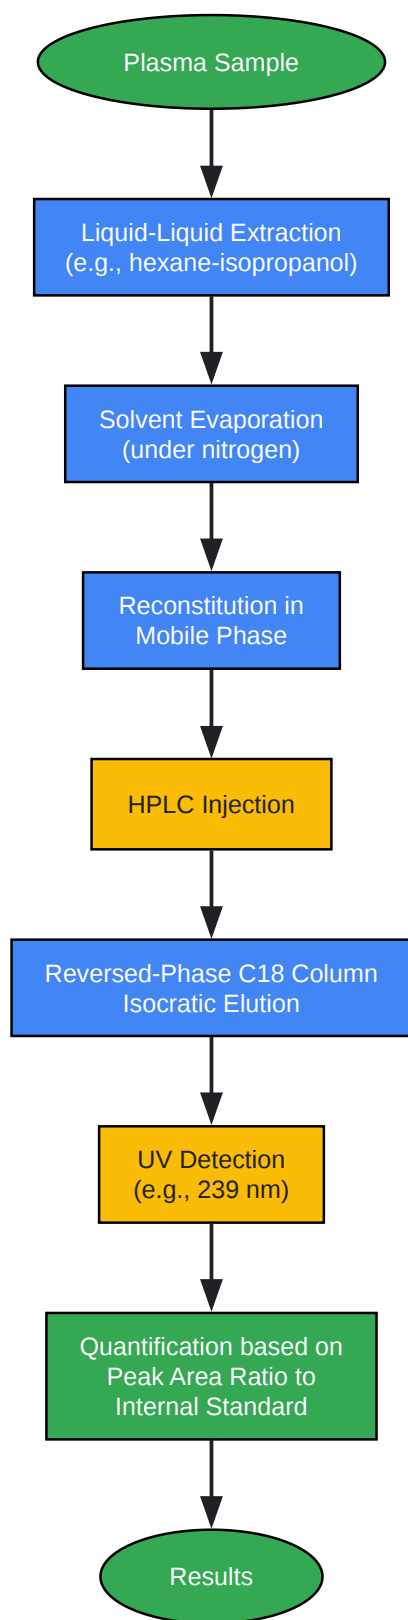 Plasma Sample
Liquid-Liquid Extraction
(e.g., hexane-isopropanol)
Solvent Evaporation
(under nitrogen)
Reconstitution in
Mobile Phase
HPLC Injection
Reversed-Phase C18 Column
Isocratic Elution
UV Detection
(e.g., 239 nm)
Quantification based on
Peak Area Ratio to
Internal Standard
Results